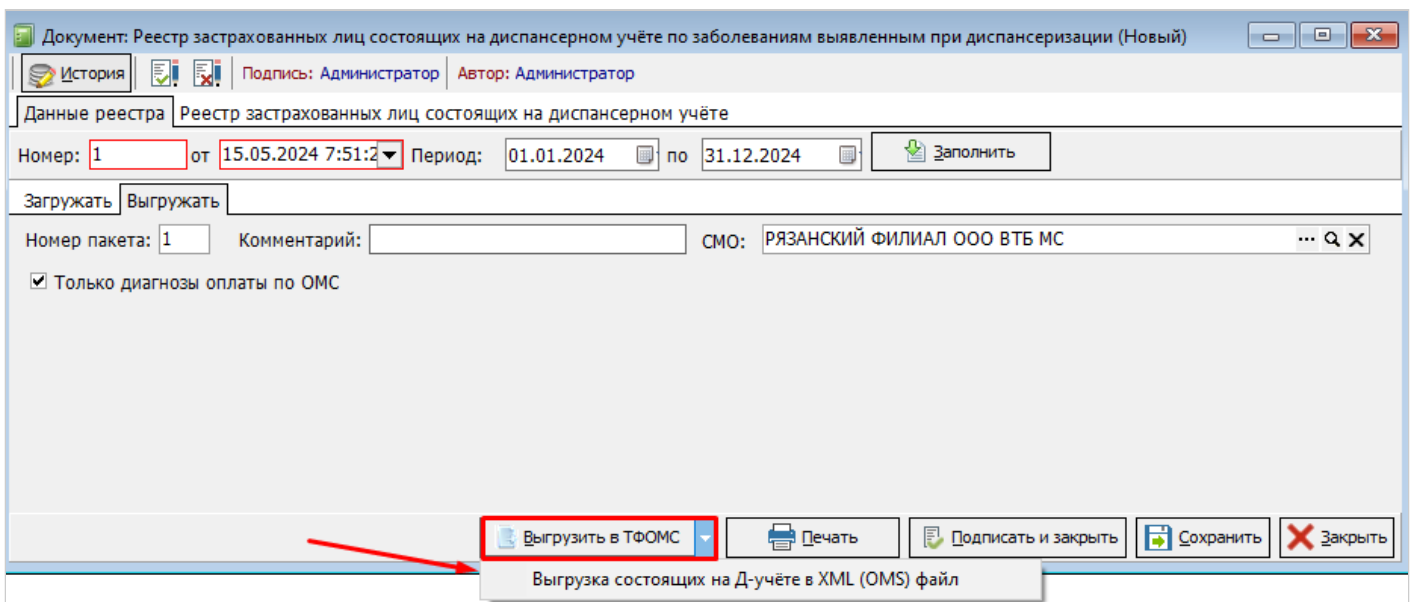 Документ: Реестр застрахованных лиц состоящих на диспансерном учёте по заболеваниям выявленным при диспансеризации (Новый)
История Подпись: Администратор Автор: Администратор
Данные реестра Реестр застрахованных лиц состоящих на диспансерном учёте
Номер: 1 от 15.05.2024 7:51:2 Период: 01.01.2024 по 31.12.2024 Заполнить
Загружать Выгружать
Номер пакета: 1 Комментарий: СМО: РЯЗАНСКИЙ ФИЛИАЛ ООО ВТБ МС ...
Только диагнозы оплаты по ОМС
Выгрузить в ТФОМС Печать Подписать и закрыть Сохранить Закрыть
Выгрузка состоящих на Д-учёте в XML (OMS) файл